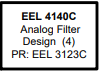 EEL 4140C
Analog Filter
Design (4)
PR: EEL 3123C